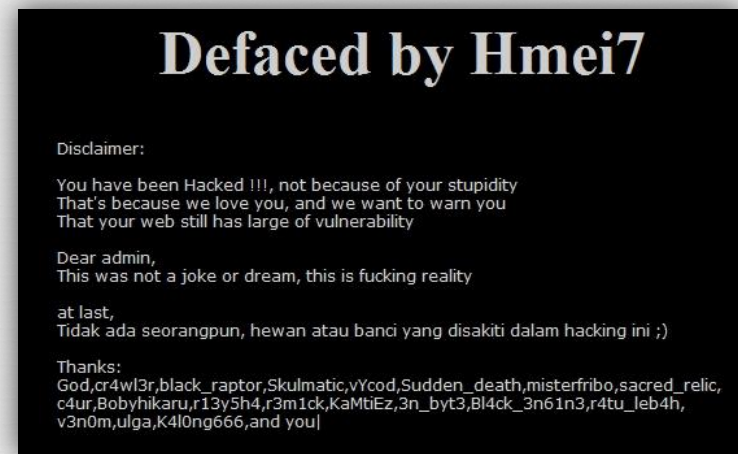 Defaced by Hmei7
Disclaimer:
You have been Hacked !!!, not because of your stupidity
That's because we love you, and we want to warn you
That your web still has large of vulnerability
Dear admin,
This was not a joke or dream, this is fucking reality
at last,
Tidak ada seorangpun, hewan atau banci yang disakiti dalam hacking ini ;)
Thanks:
God,cr4wl3r,black_raptor,Skulmatic,vYcod,Sudden_death,misterfribo,sacred_relic,
c4ur,Bobyhikaru,r13y5h4,r3m1ck,KaMtiEz,3n_byt3,Bl4ck_3n61n3,r4tu_leb4h,
v3n0m,ulga,K4l0ng666,and you|